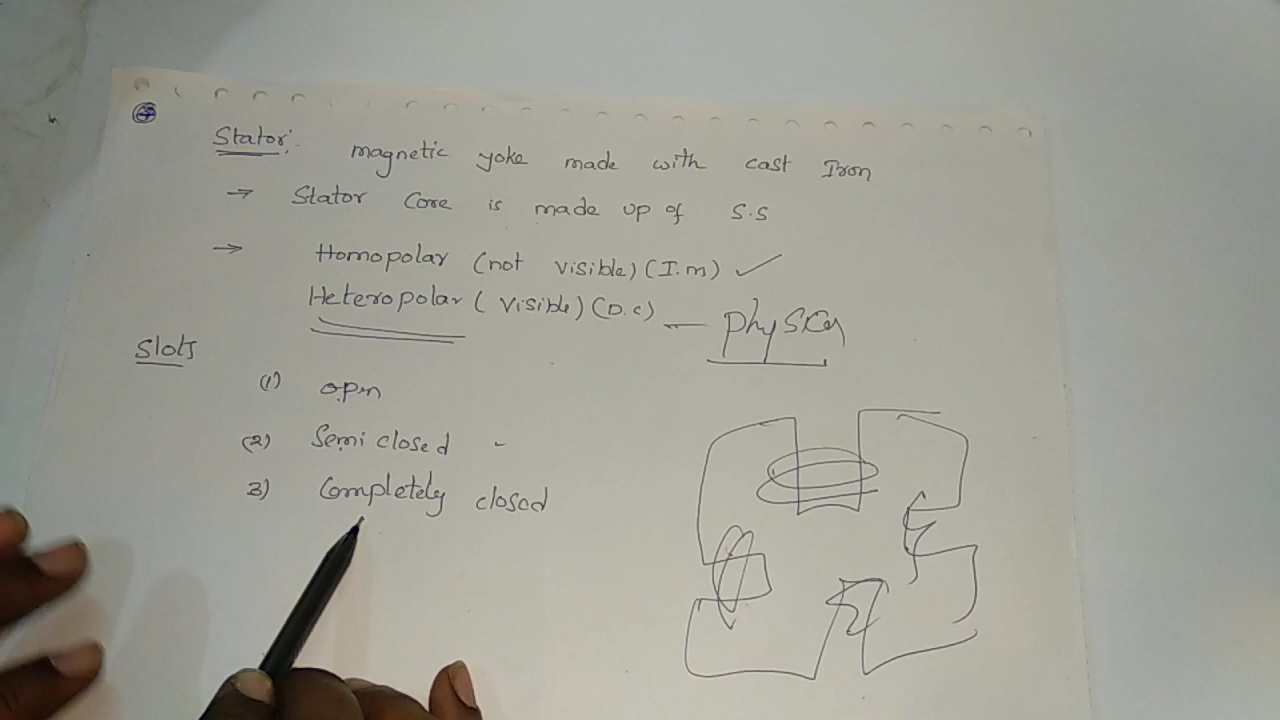 Stator: magnetic yoke made with cast Iron
→ Stator Core is made up of S.S
→ Homopolar (not visible) (I.m) ✓
Heteropolar (visible) (D.C) —
Slots
(1) open
(2) Semi closed -
3) Completely closed